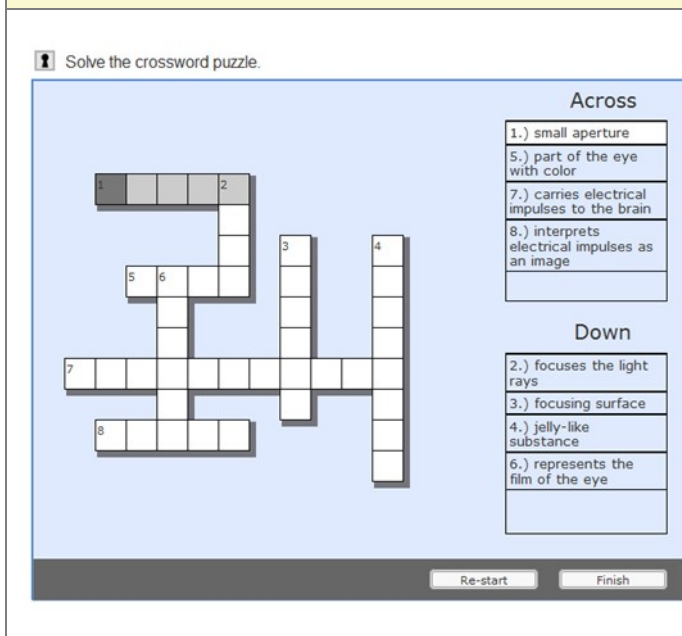 Solve the crossword puzzle.
Across
1.) small aperture
5.) part of the eye
with color
7.) carries electrical
impulses to the brain
8.) interprets
electrical impulses as
an image
1
2
3
4
5 6
7
8
Down
2.) focuses the light
rays
3.) focusing surface
4.) jelly-like
substance
6.) represents the
film of the eye
Re-start
Finish